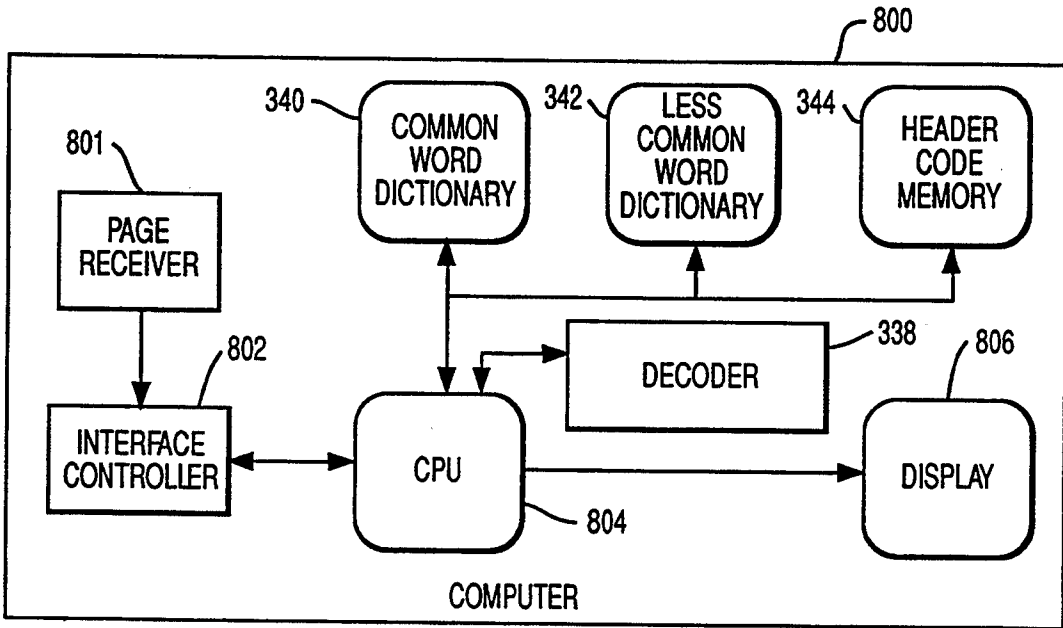 800
340
COMMON
WORD
DICTIONARY
342
LESS
COMMON
WORD
DICTIONARY
344
HEADER
CODE
MEMORY
801
PAGE
RECEIVER
802
INTERFACE
CONTROLLER
338
DECODER
CPU
804
806
DISPLAY
COMPUTER